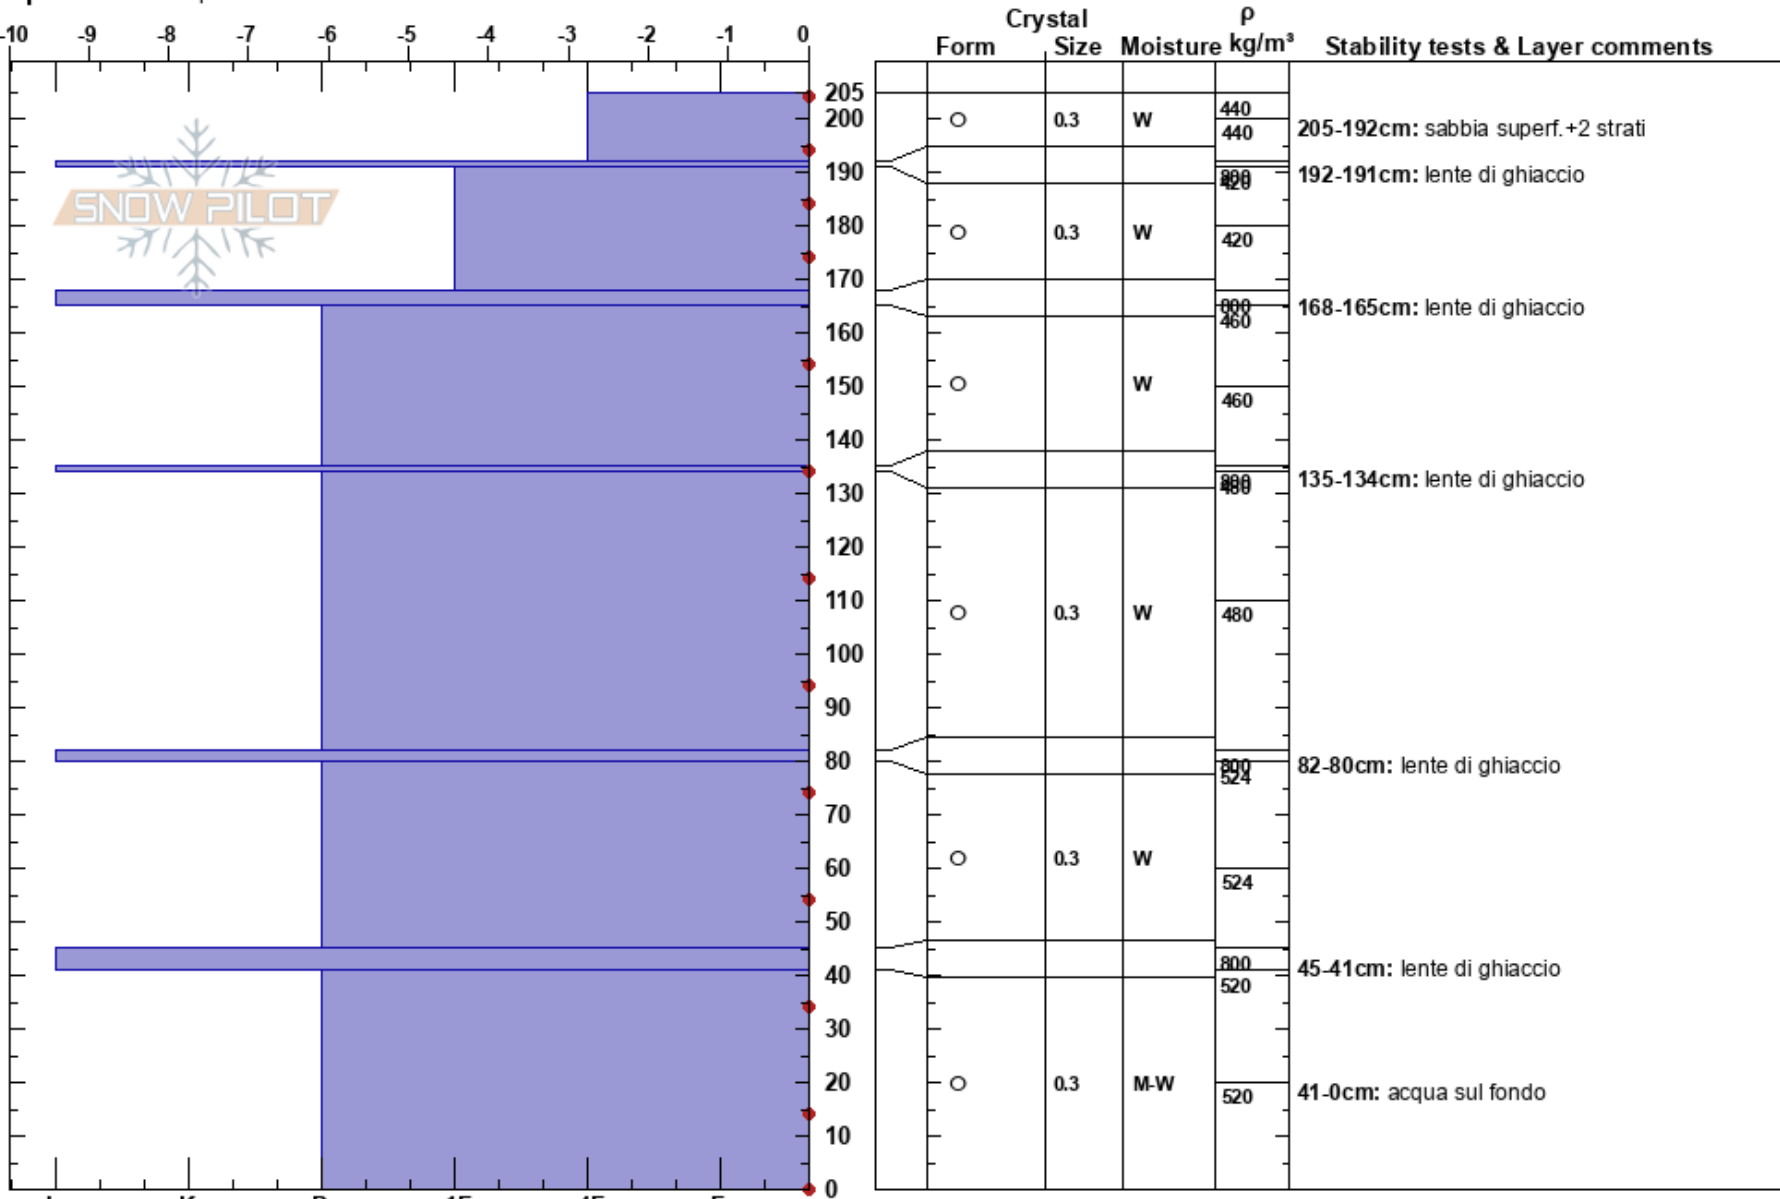 Crystal ρ
-10 -9 -8 -7 -6 -5 -4 -3 -2 -1 0 Form Size Moisture kg/m³ Stability tests & Layer comments
205 440
200 0.3 W 440 205-192cm: sabbia superf.+2 strati
SNOW PILOT
190 420 192-191cm: lente di ghiaccio
180 0.3 W 420
170
800 168-165cm: lente di ghiaccio
160 460
150 W 460
140
130 480 135-134cm: lente di ghiaccio
120
110 0.3 W 480
100
90
80 800 82-80cm: lente di ghiaccio
524
70
60 0.3 W 524
50
40 800 45-41cm: lente di ghiaccio
520
30
20 0.3 M-W 520 41-0cm: acqua sul fondo
10
0